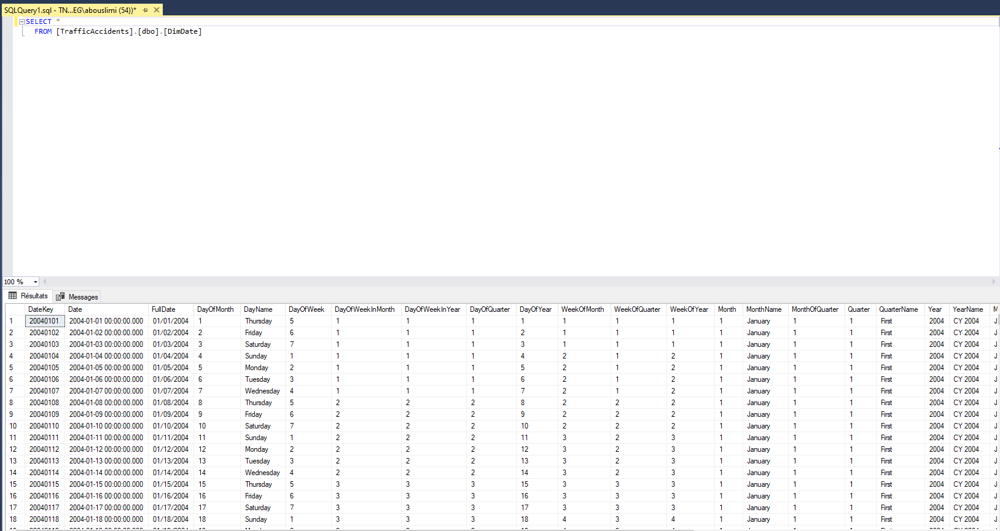 SQLQuery1.sql - TN...EG\abouslimi (54))*
SELECT *
FROM [TrafficAccidents].[dbo].[DimDate]
100 %
Résultats Messages
DateKey Date FullDate DayOfMonth DayName DayOfWeek DayOfWeekInMonth DayOfWeekInYear DayOfQuarter DayOfYear WeekOfMonth WeekOfQuarter WeekOfYear Month MonthName MonthOfQuarter Quarter QuarterName Year YearName M
1 20040101 2004-01-01 00:00:00.000 01/01/2004 1 Thursday 5 1 1 1 1 1 1 1 1 January 1 1 First 2004 CY 2004 J
2 20040102 2004-01-02 00:00:00.000 01/02/2004 2 Friday 6 1 1 1 2 1 1 1 1 January 1 1 First 2004 CY 2004 J
3 20040103 2004-01-03 00:00:00.000 01/03/2004 3 Saturday 7 1 1 1 3 1 1 1 1 January 1 1 First 2004 CY 2004 J
4 20040104 2004-01-04 00:00:00.000 01/04/2004 4 Sunday 1 1 1 1 4 2 1 2 1 January 1 1 First 2004 CY 2004 J
5 20040105 2004-01-05 00:00:00.000 01/05/2004 5 Monday 2 1 1 1 5 2 1 2 1 January 1 1 First 2004 CY 2004 J
6 20040106 2004-01-06 00:00:00.000 01/06/2004 6 Tuesday 3 1 1 1 6 2 1 2 1 January 1 1 First 2004 CY 2004 J
7 20040107 2004-01-07 00:00:00.000 01/07/2004 7 Wednesday 4 1 1 1 7 2 1 2 1 January 1 1 First 2004 CY 2004 J
8 20040108 2004-01-08 00:00:00.000 01/08/2004 8 Thursday 5 2 2 2 8 2 2 2 1 January 1 1 First 2004 CY 2004 J
9 20040109 2004-01-09 00:00:00.000 01/09/2004 9 Friday 6 2 2 2 9 2 2 2 1 January 1 1 First 2004 CY 2004 J
10 20040110 2004-01-10 00:00:00.000 01/10/2004 10 Saturday 7 2 2 2 10 2 2 2 1 January 1 1 First 2004 CY 2004 J
11 20040111 2004-01-11 00:00:00.000 01/11/2004 11 Sunday 1 2 2 2 11 3 2 3 1 January 1 1 First 2004 CY 2004 J
12 20040112 2004-01-12 00:00:00.000 01/12/2004 12 Monday 2 2 2 2 12 3 2 3 1 January 1 1 First 2004 CY 2004 J
13 20040113 2004-01-13 00:00:00.000 01/13/2004 13 Tuesday 3 2 2 2 13 3 2 3 1 January 1 1 First 2004 CY 2004 J
14 20040114 2004-01-14 00:00:00.000 01/14/2004 14 Wednesday 4 2 2 2 14 3 2 3 1 January 1 1 First 2004 CY 2004 J
15 20040115 2004-01-15 00:00:00.000 01/15/2004 15 Thursday 5 3 3 3 15 3 3 3 1 January 1 1 First 2004 CY 2004 J
16 20040116 2004-01-16 00:00:00.000 01/16/2004 16 Friday 6 3 3 3 16 3 3 3 1 January 1 1 First 2004 CY 2004 J
17 20040117 2004-01-17 00:00:00.000 01/17/2004 17 Saturday 7 3 3 3 17 3 3 3 1 January 1 1 First 2004 CY 2004 J
18 20040118 2004-01-18 00:00:00.000 01/18/2004 18 Sunday 1 3 3 3 18 4 3 4 1 January 1 1 First 2004 CY 2004 J